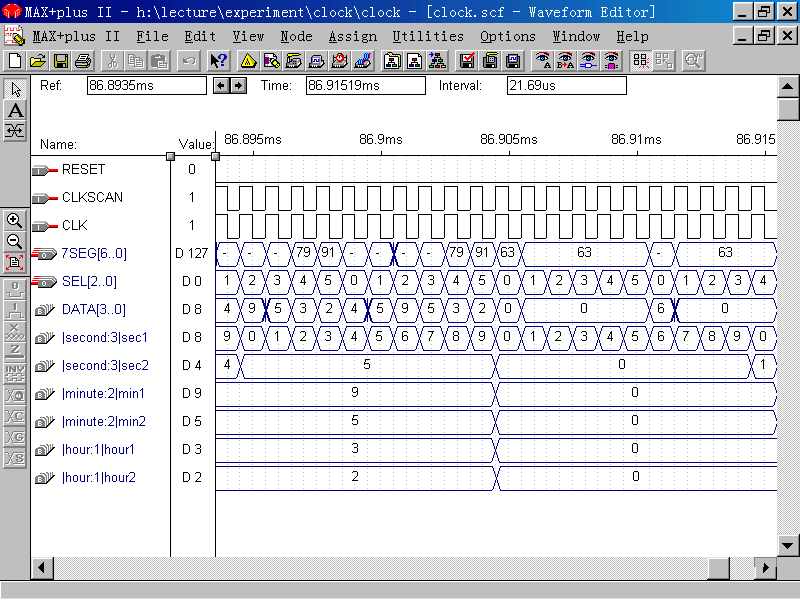 MAX+plus II - h:\lecture\experiment\clock\clock - [clock.scf - Waveform Editor]
MAX+plus II File Edit View Node Assign Utilities Options Window Help
Ref: 86.8935ms Time: 86.91519ms Interval: 21.69us
Name: Value: 86.895ms 86.9ms 86.905ms 86.91ms 86.915
RESET 0
CLKSCAN 1
CLK 1
7SEG[6..0] D 127 - - - 79 91 - - - - 79 91 63 63 - 63
SEL[2..0] D 0 1 2 3 4 5 0 1 2 3 4 5 0 1 2 3 4 5 0 1 2 3 4
DATA[3..0] D 8 4 9 5 3 2 4 5 9 5 3 2 0 0 6 0
|second:3|sec1 D 8 9 0 1 2 3 4 5 6 7 8 9 0 1 2 3 4 5 6 7 8 9 0
|second:3|sec2 D 4 4 5 0 1
|minute:2|min1 D 9 9 0
|minute:2|min2 D 5 5 0
|hour:1|hour1 D 3 3 0
|hour:1|hour2 D 2 2 0